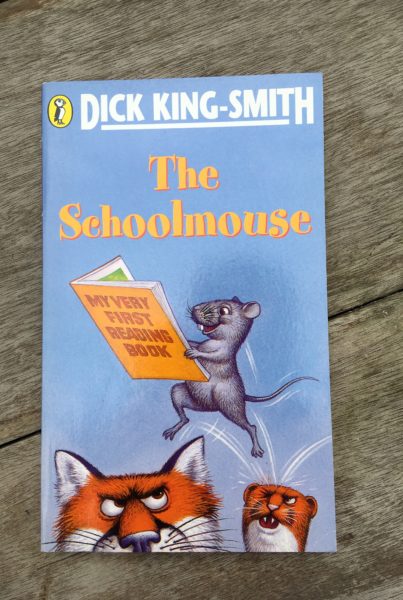 DICK KING-SMITH
The
Schoolmouse
MY VERY
FIRST
READING
BOOK